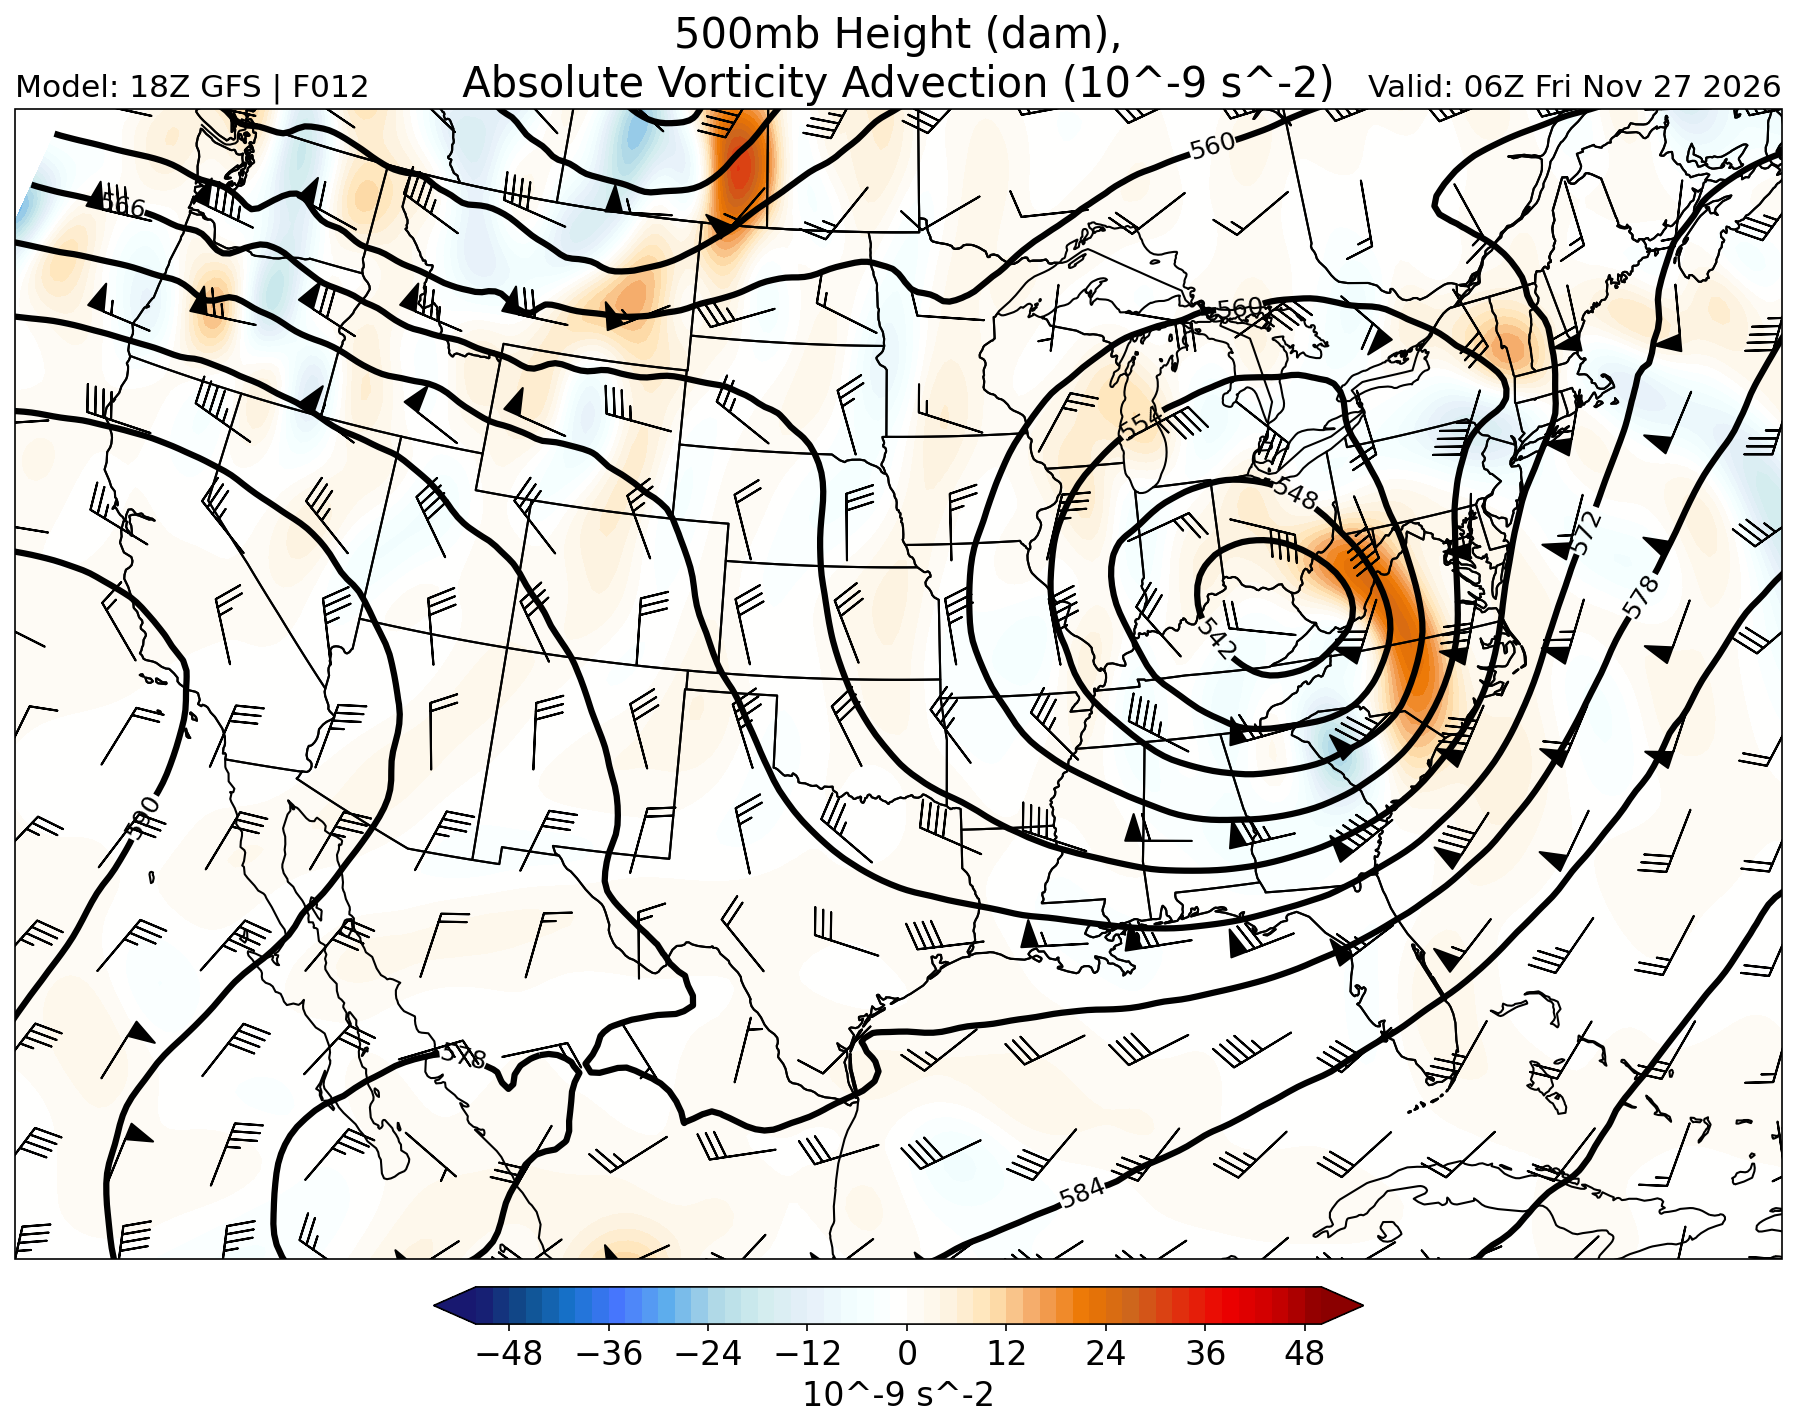 500mb Height (dam),
Model: 18Z GFS | F012
Absolute Vorticity Advection (10^-9 s^-2)
Valid: 06Z Fri Nov 27 2026
560
566
560
554
548
572
542
578
590
578
584
−48 −36 −24 −12 0 12 24 36 48
10^-9 s^-2